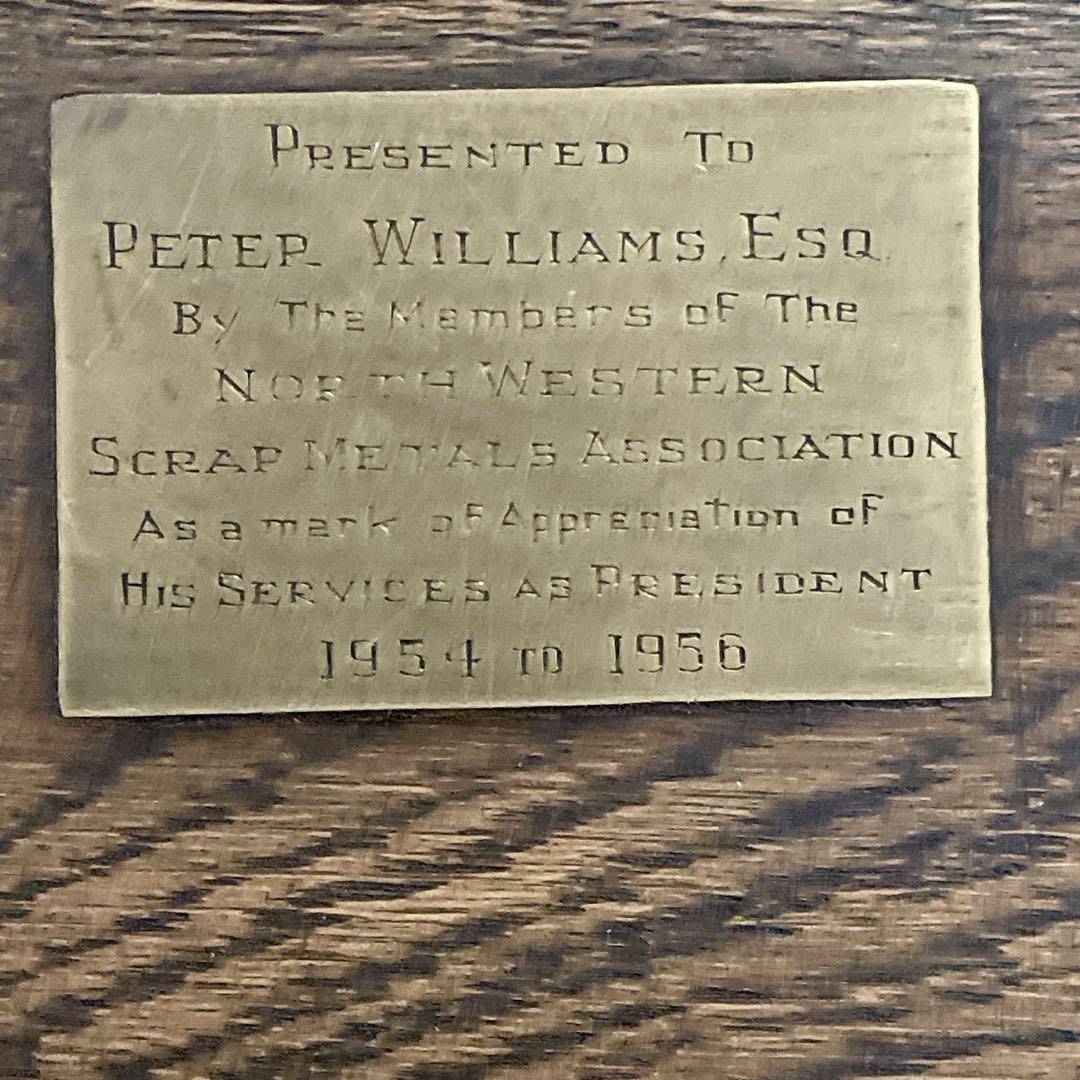 PRESENTED TO
PETER WILLIAMS, ESQ.
By The Members of The
NORTH WESTERN
SCRAP METALS ASSOCIATION
As a mark of Appreciation of
HIS SERVICES AS PRESIDENT
1954 TO 1956